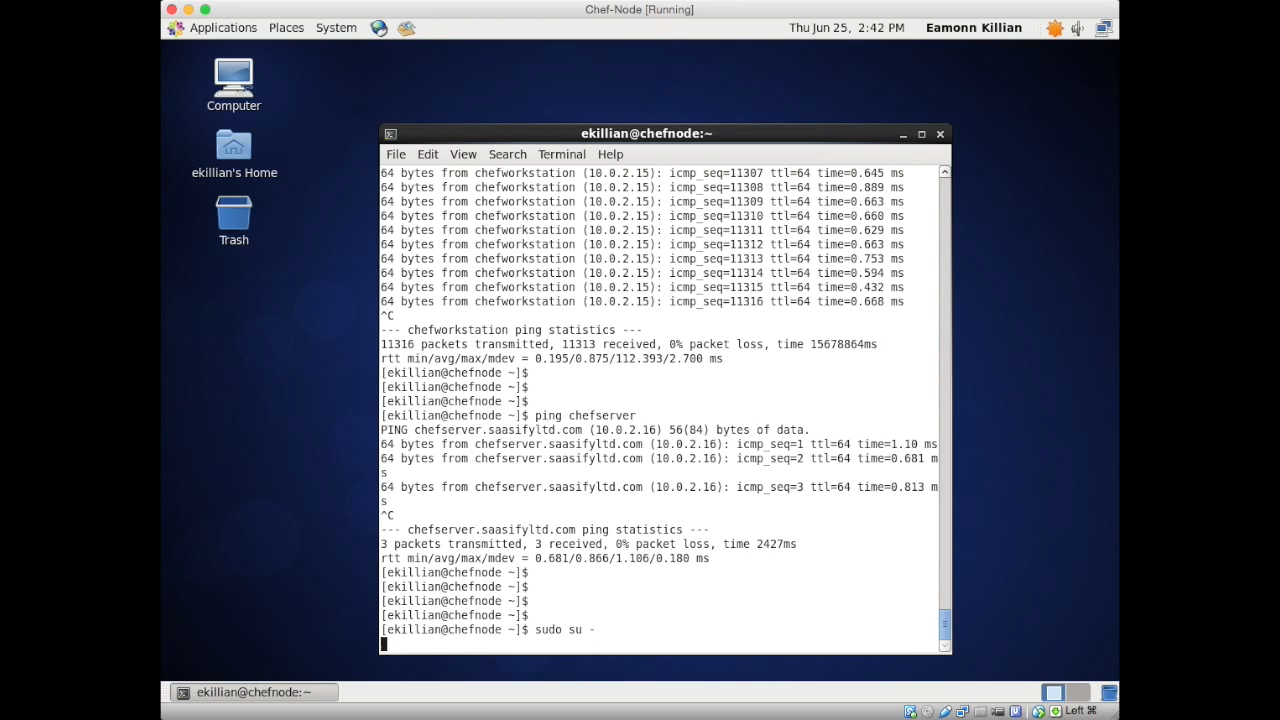 Chef-Node [Running]
Applications Places System Thu Jun 25, 2:42 PM Eamonn Killian
Computer
ekillian's Home
Trash
ekillian@chefnode:~
File Edit View Search Terminal Help
64 bytes from chefworkstation (10.0.2.15): icmp_seq=11307 ttl=64 time=0.645 ms
64 bytes from chefworkstation (10.0.2.15): icmp_seq=11308 ttl=64 time=0.889 ms
64 bytes from chefworkstation (10.0.2.15): icmp_seq=11309 ttl=64 time=0.663 ms
64 bytes from chefworkstation (10.0.2.15): icmp_seq=11310 ttl=64 time=0.660 ms
64 bytes from chefworkstation (10.0.2.15): icmp_seq=11311 ttl=64 time=0.629 ms
64 bytes from chefworkstation (10.0.2.15): icmp_seq=11312 ttl=64 time=0.663 ms
64 bytes from chefworkstation (10.0.2.15): icmp_seq=11313 ttl=64 time=0.753 ms
64 bytes from chefworkstation (10.0.2.15): icmp_seq=11314 ttl=64 time=0.594 ms
64 bytes from chefworkstation (10.0.2.15): icmp_seq=11315 ttl=64 time=0.432 ms
64 bytes from chefworkstation (10.0.2.15): icmp_seq=11316 ttl=64 time=0.668 ms
^C
--- chefworkstation ping statistics ---
11316 packets transmitted, 11313 received, 0% packet loss, time 15678864ms
rtt min/avg/max/mdev = 0.195/0.875/112.393/2.700 ms
[ekillian@chefnode ~]$
[ekillian@chefnode ~]$
[ekillian@chefnode ~]$
[ekillian@chefnode ~]$ ping chefserver
PING chefserver.saasifyltd.com (10.0.2.16) 56(84) bytes of data.
64 bytes from chefserver.saasifyltd.com (10.0.2.16): icmp_seq=1 ttl=64 time=1.10 ms
64 bytes from chefserver.saasifyltd.com (10.0.2.16): icmp_seq=2 ttl=64 time=0.681 m
s
64 bytes from chefserver.saasifyltd.com (10.0.2.16): icmp_seq=3 ttl=64 time=0.813 m
s
^C
--- chefserver.saasifyltd.com ping statistics ---
3 packets transmitted, 3 received, 0% packet loss, time 2427ms
rtt min/avg/max/mdev = 0.681/0.866/1.106/0.180 ms
[ekillian@chefnode ~]$
[ekillian@chefnode ~]$
[ekillian@chefnode ~]$
[ekillian@chefnode ~]$
[ekillian@chefnode ~]$ sudo su -
ekillian@chefnode:~
Left ⌘